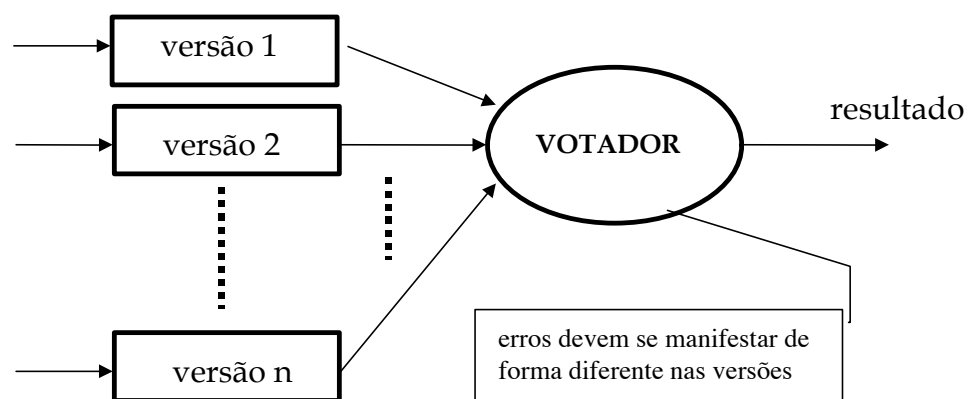 versão 1
versão 2
VOTADOR
resultado
versão n
erros devem se manifestar de
forma diferente nas versões